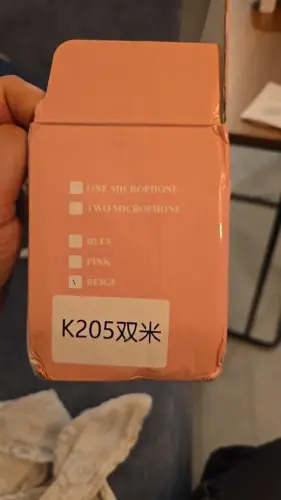 ONE MICROPHONE
TWO MICROPHONE
BLUE
PINK
BEIGE
K205双米